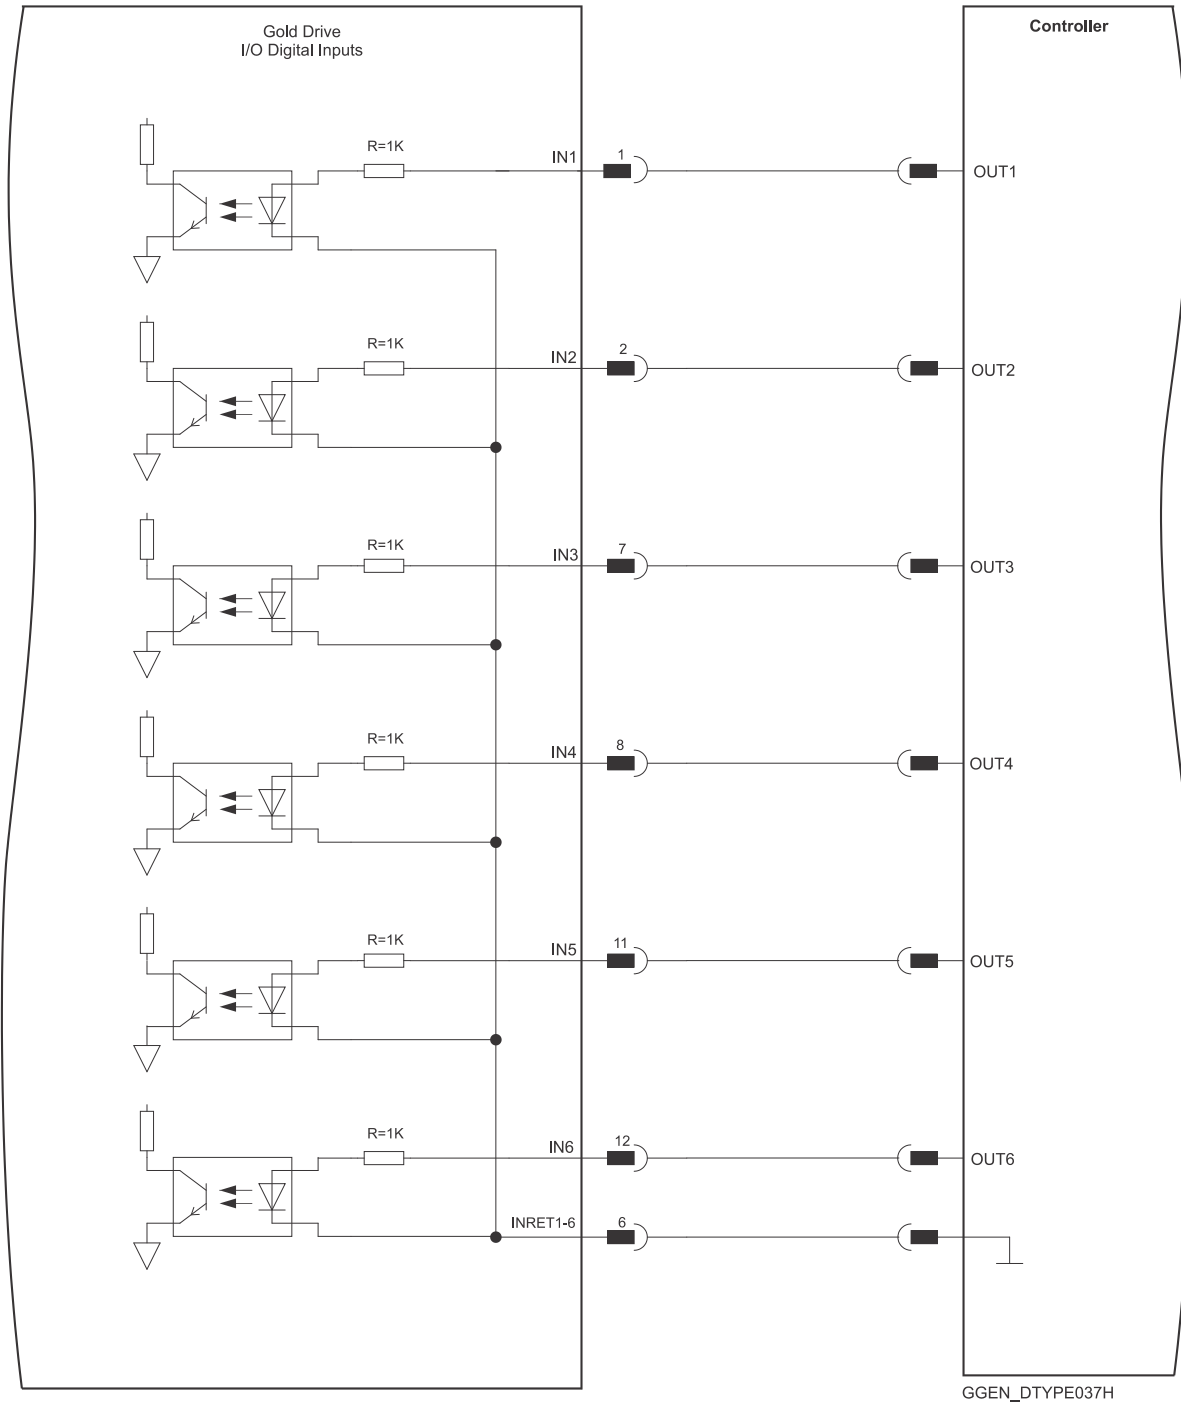 Gold Drive
I/O Digital Inputs
Controller
R=1K
IN1
1
OUT1
R=1K
IN2
2
OUT2
R=1K
IN3
7
OUT3
R=1K
IN4
8
OUT4
R=1K
IN5
11
OUT5
R=1K
IN6
12
OUT6
INRET1-6
6
GGEN_DTYPE037H